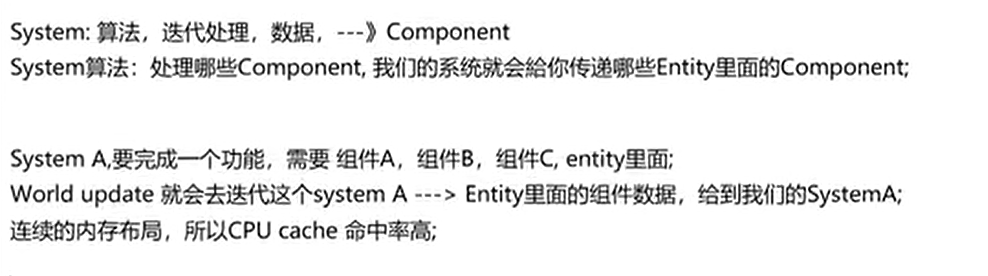 System: 算法，迭代处理，数据，---》Component
System算法：处理哪些Component, 我们的系统就会給你传递哪些Entity里面的Component;
System A,要完成一个功能，需要 组件A，组件B，组件C, entity里面;
World update 就会去迭代这个system A ---> Entity里面的组件数据，给到我们的SystemA;
连续的内存布局，所以CPU cache 命中率高;